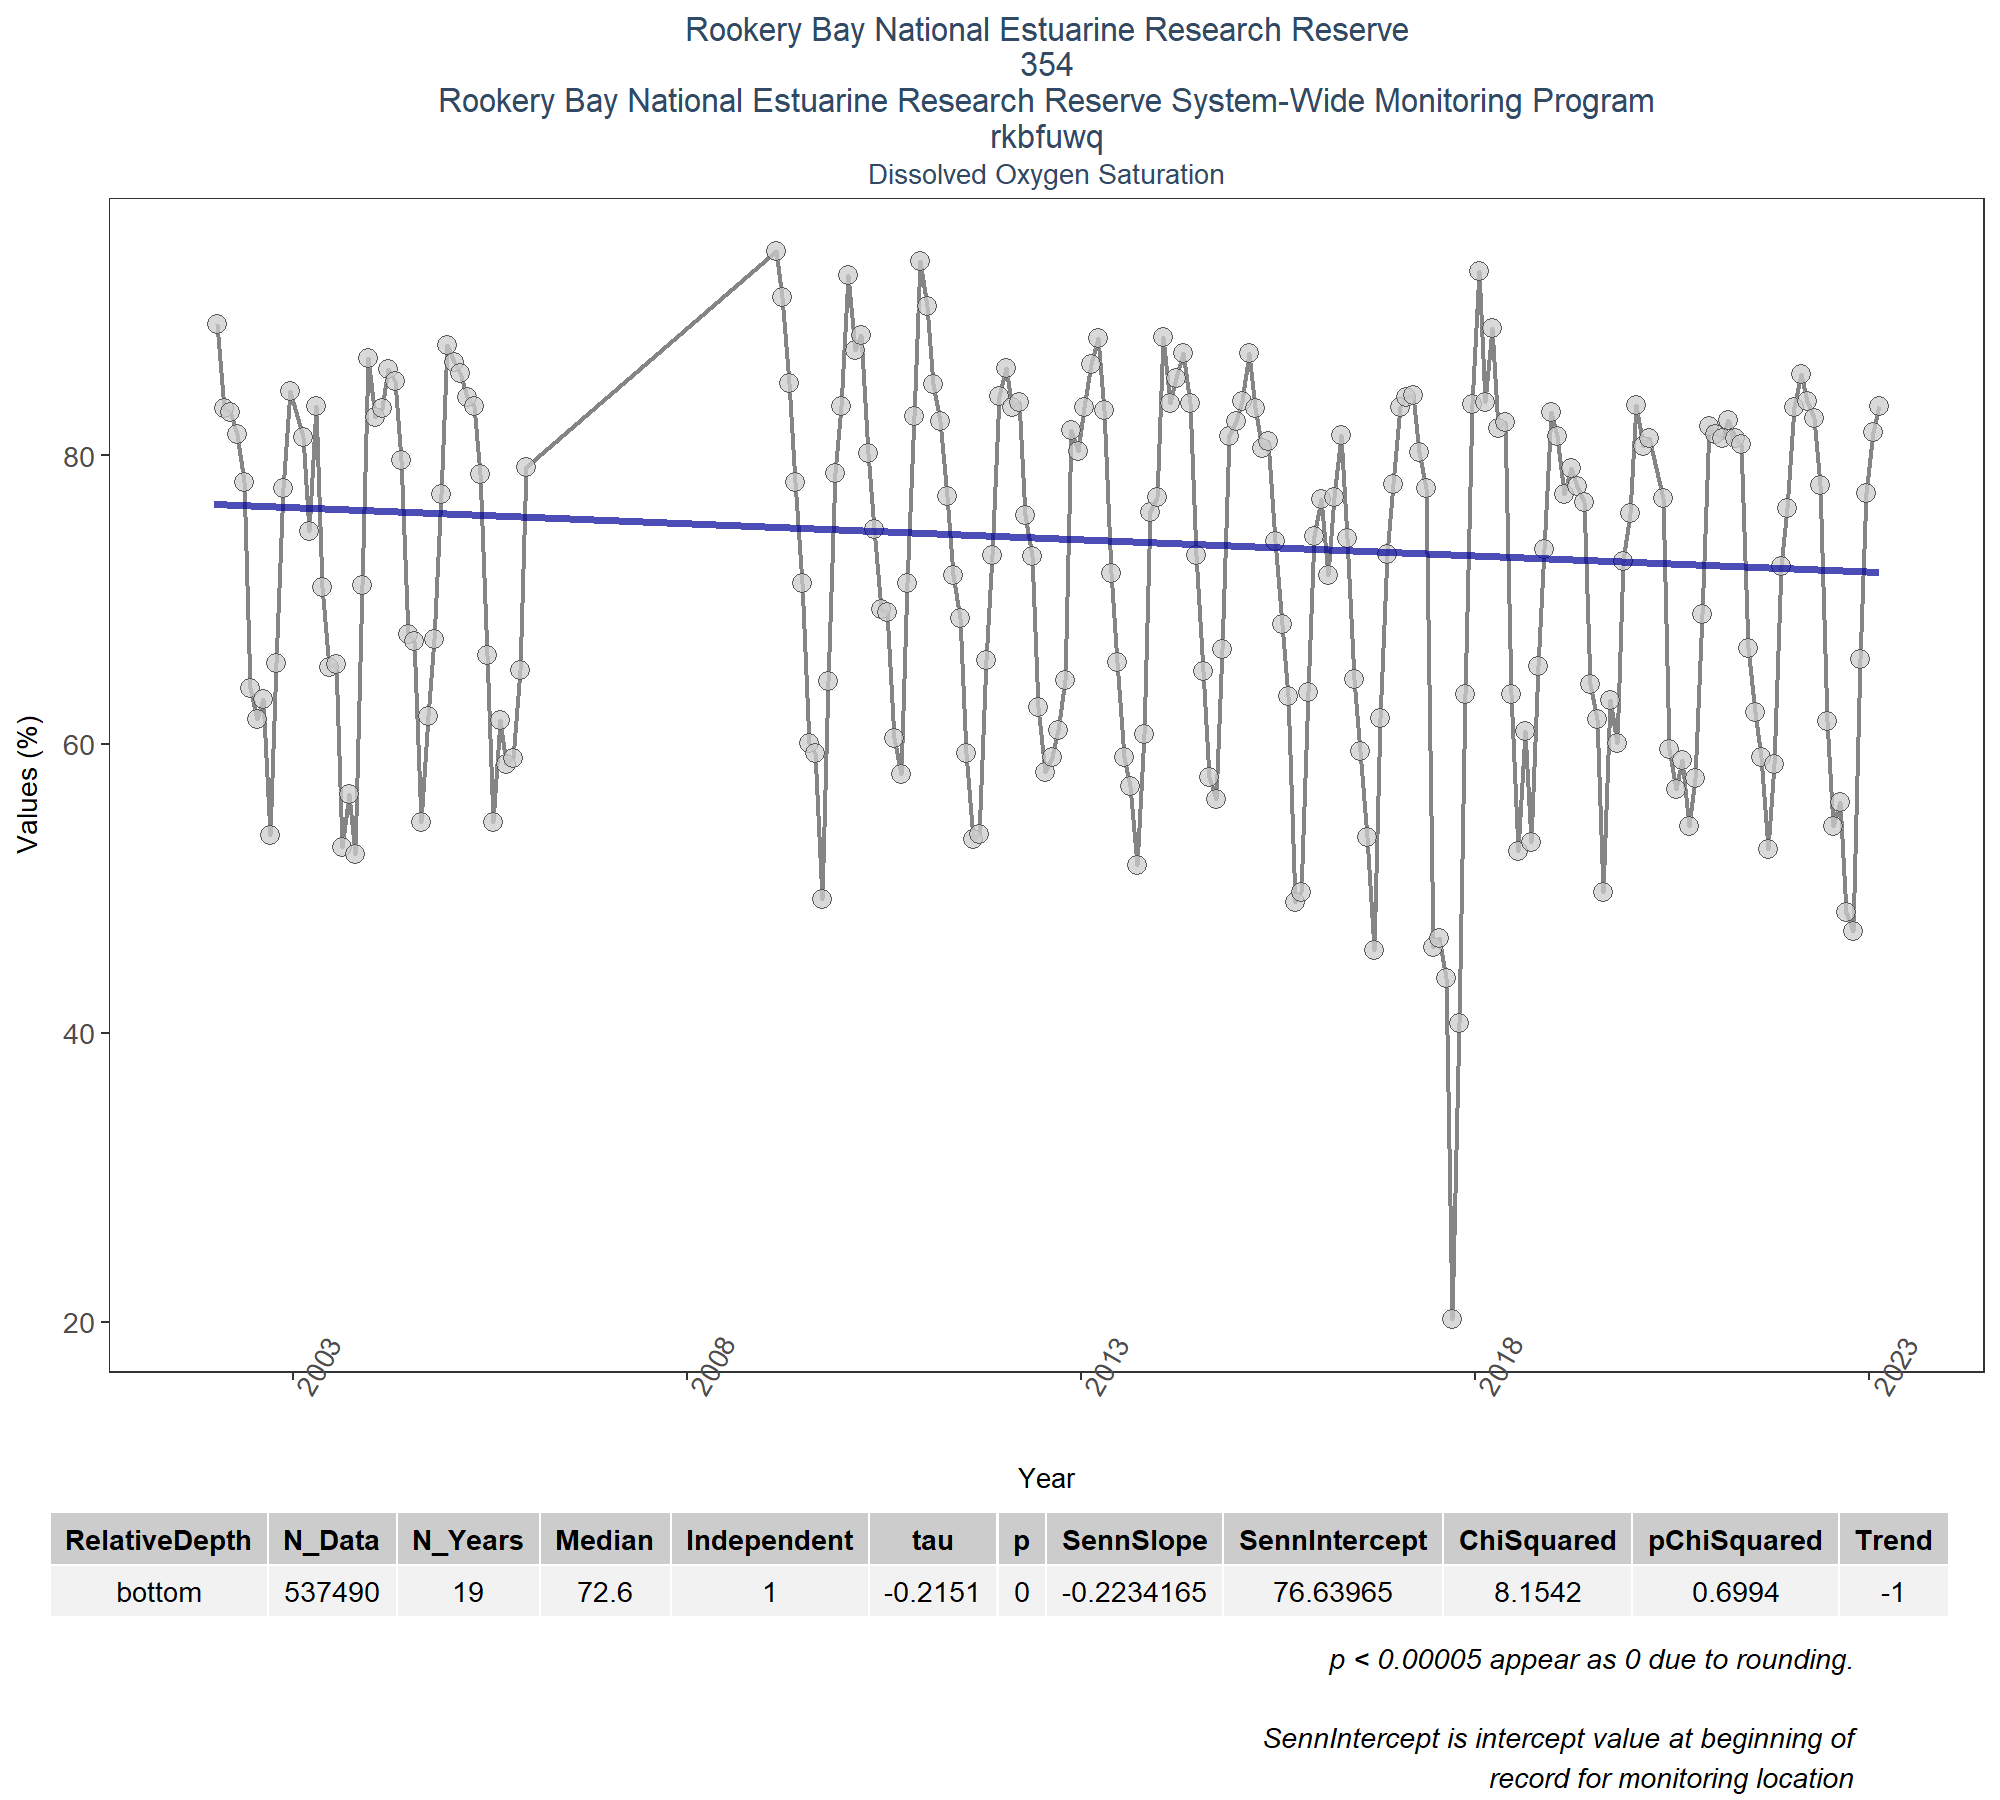 Rookery Bay National Estuarine Research Reserve
354
Rookery Bay National Estuarine Research Reserve System-Wide Monitoring Program
rkbfuwq
Dissolved Oxygen Saturation
Values (%)
80
60
40
20
2003 2008 2013 2018 2023
Year
RelativeDepth N_Data N_Years Median Independent tau p SennSlope SennIntercept ChiSquared pChiSquared Trend
bottom 537490 19 72.6 1 -0.2151 0 -0.2234165 76.63965 8.1542 0.6994 -1
p < 0.00005 appear as 0 due to rounding.
SennIntercept is intercept value at beginning of
record for monitoring location